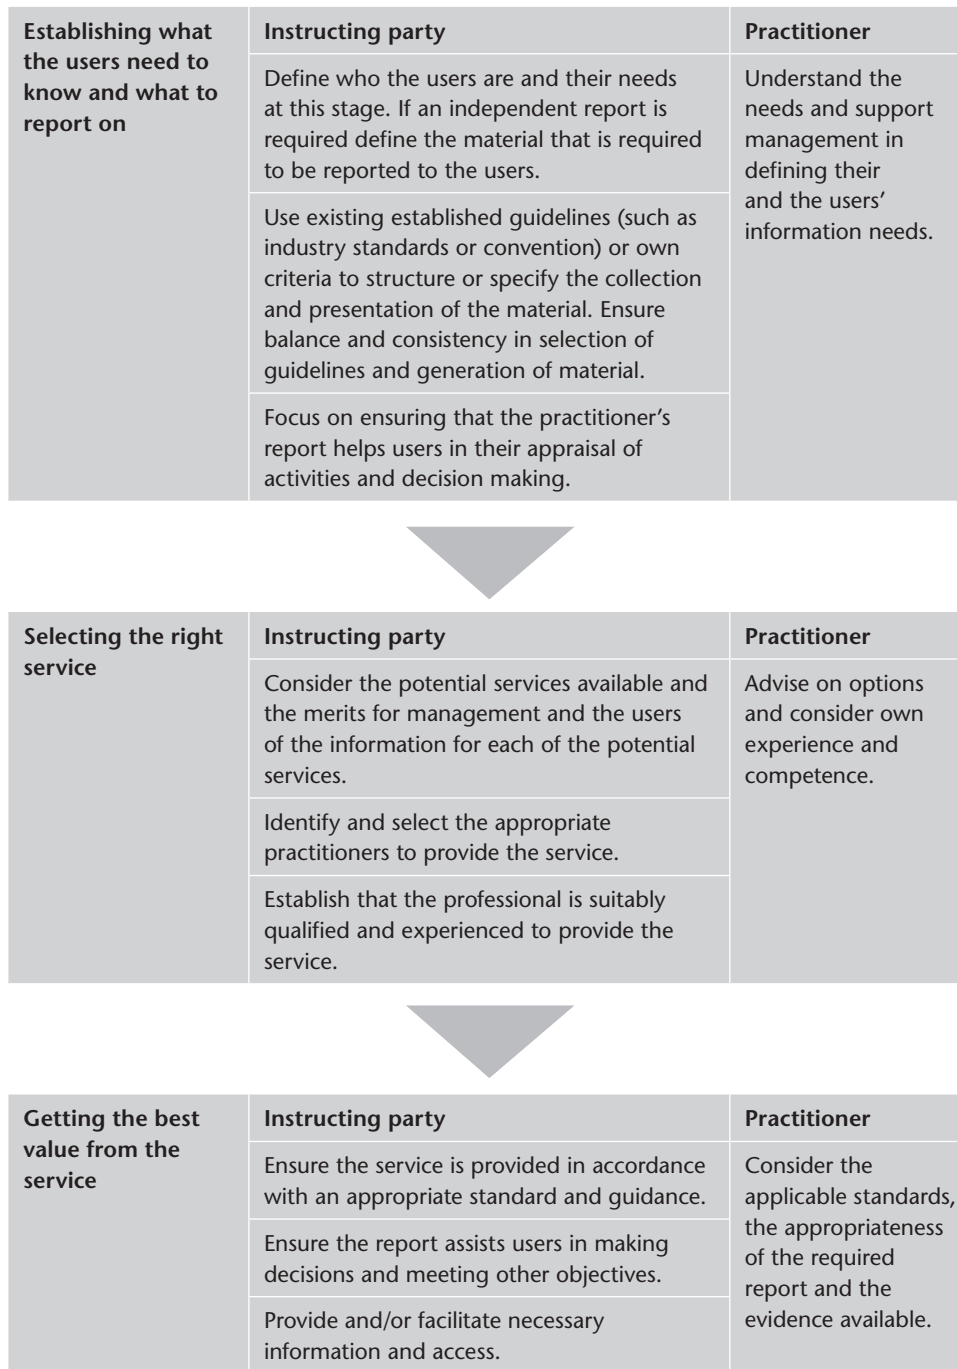 Establishing what
the users need to
know and what to
report on
Instructing party
Define who the users are and their needs
at this stage. If an independent report is
required define the material that is required
to be reported to the users.
Use existing established guidelines (such as
industry standards or convention) or own
criteria to structure or specify the collection
and presentation of the material. Ensure
balance and consistency in selection of
guidelines and generation of material.
Focus on ensuring that the practitioner’s
report helps users in their appraisal of
activities and decision making.
Practitioner
Understand the
needs and support
management in
defining their
and the users’
information needs.
Selecting the right
service
Instructing party
Consider the potential services available and
the merits for management and the users
of the information for each of the potential
services.
Identify and select the appropriate
practitioners to provide the service.
Establish that the professional is suitably
qualified and experienced to provide the
service.
Practitioner
Advise on options
and consider own
experience and
competence.
Getting the best
value from the
service
Instructing party
Ensure the service is provided in accordance
with an appropriate standard and guidance.
Ensure the report assists users in making
decisions and meeting other objectives.
Provide and/or facilitate necessary
information and access.
Practitioner
Consider the
applicable standards,
the appropriateness
of the required
report and the
evidence available.